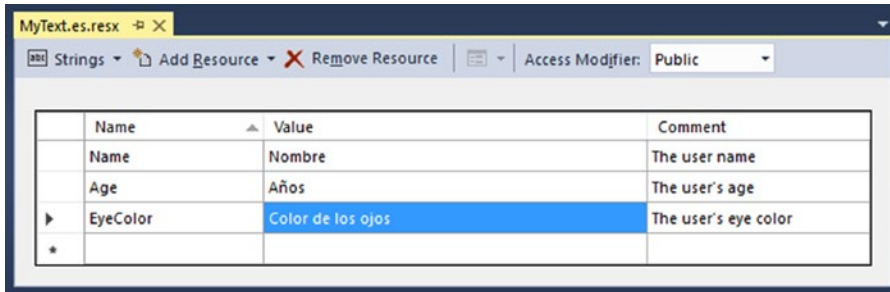 MyText.es.resx
Strings Add Resource Remove Resource Access Modifier: Public
Name Value Comment
Name Nombre The user name
Age Años The user's age
EyeColor Color de los ojos The user's eye color